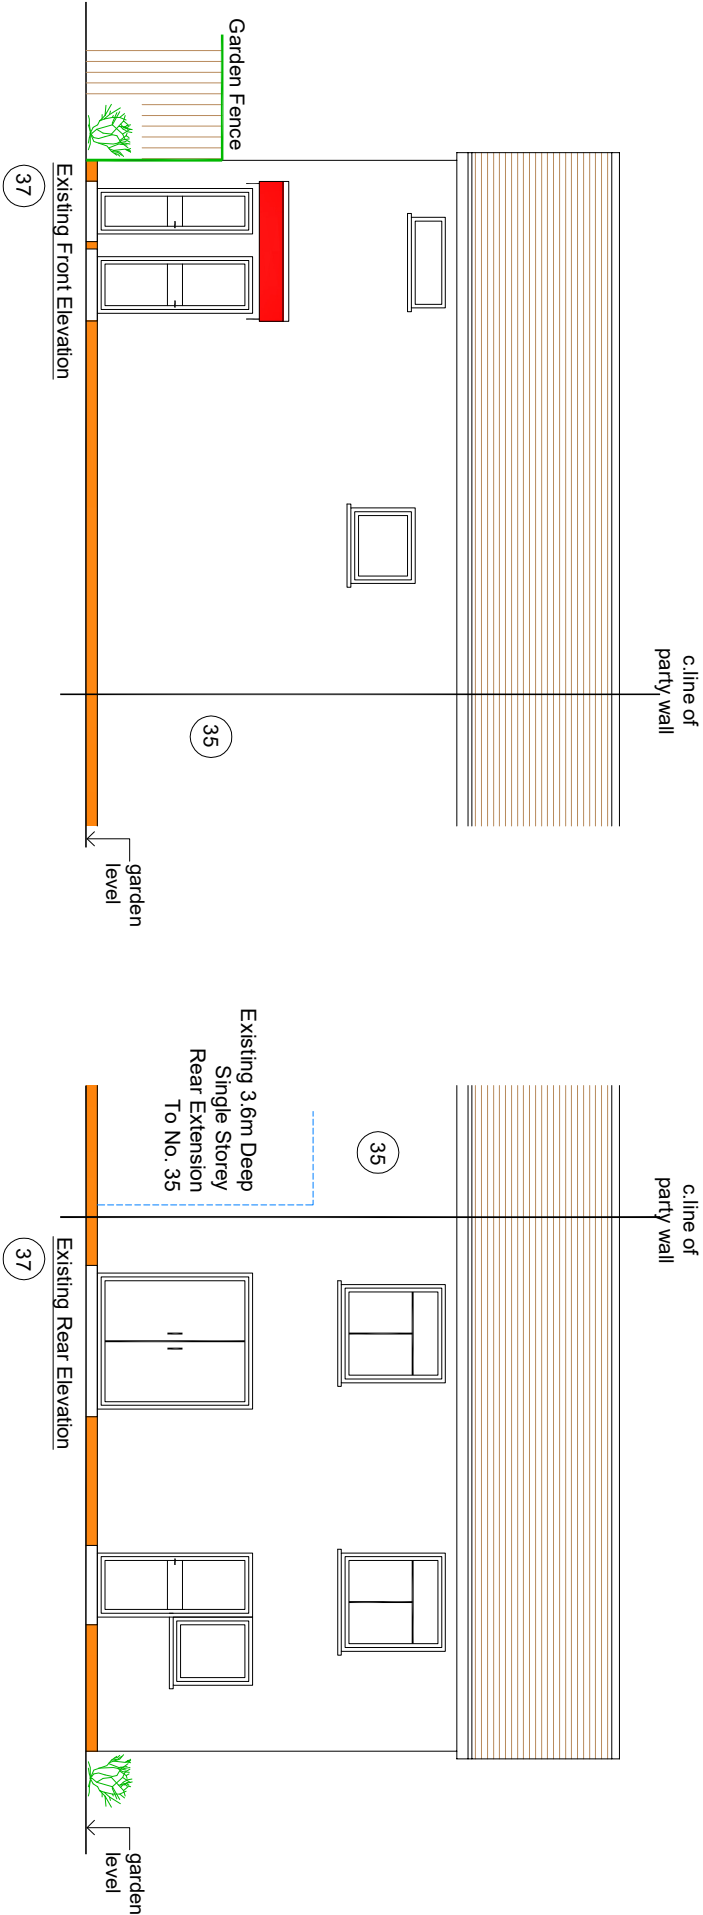 c.line of
party wall
Garden Fence
35
garden
level
Existing Front Elevation
37
c.line of
party wall
35
Existing 3.6m Deep
Single Storey
Rear Extension
To No. 35
garden
level
Existing Rear Elevation
37